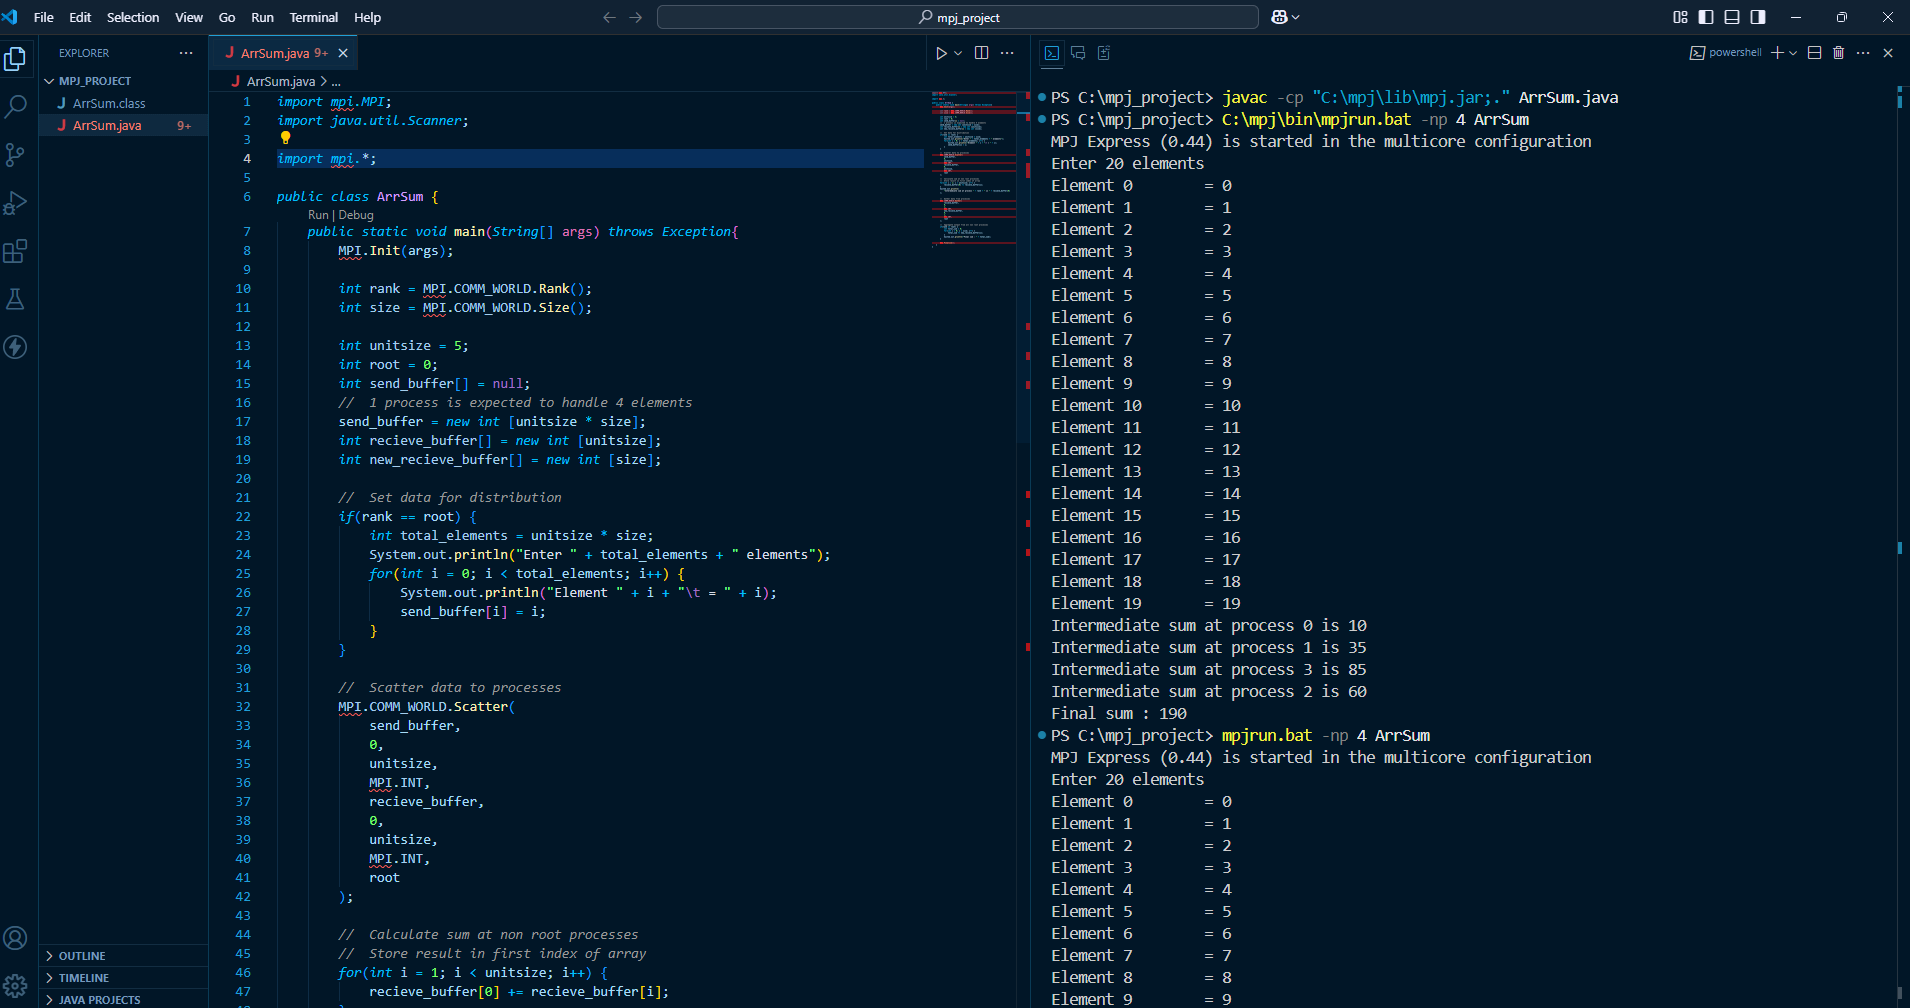 File Edit Selection View Go Run Terminal Help
mpj_project
EXPLORER
MPJ_PROJECT
J ArrSum.class
J ArrSum.java 9+
OUTLINE
TIMELINE
JAVA PROJECTS
J ArrSum.java 9+
J ArrSum.java > ...
1 import mpi.MPI;
2 import java.util.Scanner;
3
4 import mpi.*;
5
6 public class ArrSum {
Run | Debug
7 public static void main(String[] args) throws Exception{
8 MPI.Init(args);
9
10 int rank = MPI.COMM_WORLD.Rank();
11 int size = MPI.COMM_WORLD.Size();
12
13 int unitsize = 5;
14 int root = 0;
15 int send_buffer[] = null;
16 // 1 process is expected to handle 4 elements
17 send_buffer = new int [unitsize * size];
18 int recieve_buffer[] = new int [unitsize];
19 int new_recieve_buffer[] = new int [size];
20
21 // Set data for distribution
22 if(rank == root) {
23 int total_elements = unitsize * size;
24 System.out.println("Enter " + total_elements + " elements");
25 for(int i = 0; i < total_elements; i++) {
26 System.out.println("Element " + i + "\t = " + i);
27 send_buffer[i] = i;
28 }
29 }
30
31 // Scatter data to processes
32 MPI.COMM_WORLD.Scatter(
33 send_buffer,
34 0,
35 unitsize,
36 MPI.INT,
37 recieve_buffer,
38 0,
39 unitsize,
40 MPI.INT,
41 root
42 );
43
44 // Calculate sum at non root processes
45 // Store result in first index of array
46 for(int i = 1; i < unitsize; i++) {
47 recieve_buffer[0] += recieve_buffer[i];
powershell
PS C:\mpj_project> javac -cp "C:\mpj\lib\mpj.jar;." ArrSum.java
PS C:\mpj_project> C:\mpj\bin\mpjrun.bat -np 4 ArrSum
MPJ Express (0.44) is started in the multicore configuration
Enter 20 elements
Element 0 = 0
Element 1 = 1
Element 2 = 2
Element 3 = 3
Element 4 = 4
Element 5 = 5
Element 6 = 6
Element 7 = 7
Element 8 = 8
Element 9 = 9
Element 10 = 10
Element 11 = 11
Element 12 = 12
Element 13 = 13
Element 14 = 14
Element 15 = 15
Element 16 = 16
Element 17 = 17
Element 18 = 18
Element 19 = 19
Intermediate sum at process 0 is 10
Intermediate sum at process 1 is 35
Intermediate sum at process 3 is 85
Intermediate sum at process 2 is 60
Final sum : 190
PS C:\mpj_project> mpjrun.bat -np 4 ArrSum
MPJ Express (0.44) is started in the multicore configuration
Enter 20 elements
Element 0 = 0
Element 1 = 1
Element 2 = 2
Element 3 = 3
Element 4 = 4
Element 5 = 5
Element 6 = 6
Element 7 = 7
Element 8 = 8
Element 9 = 9